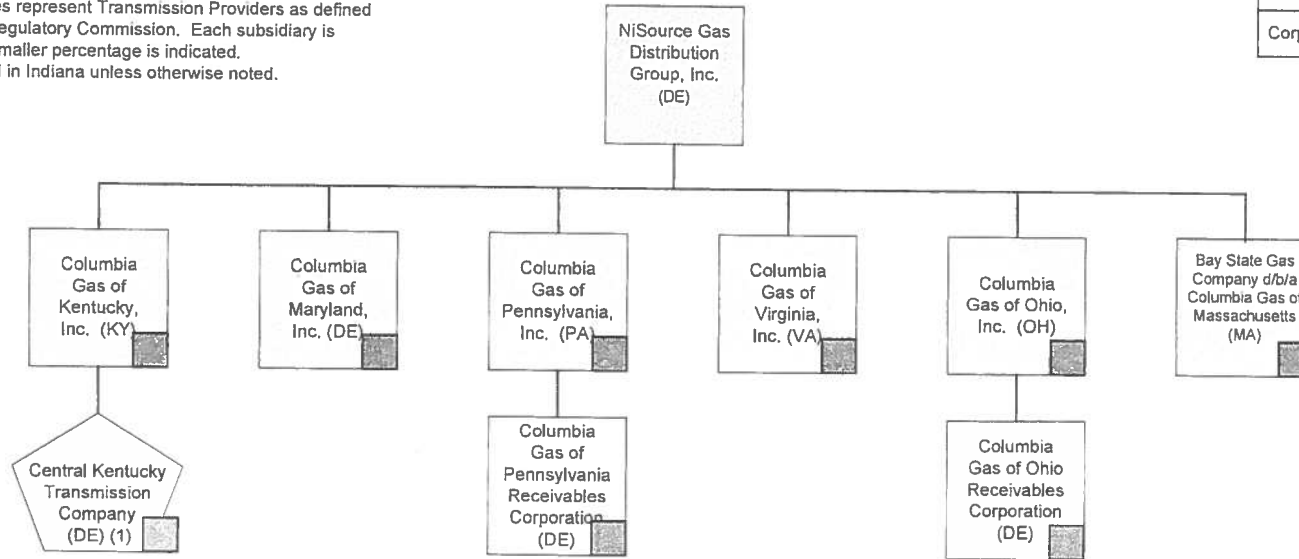 es represent Transmission Providers as defined
egulatory Commission. Each subsidiary is
maller percentage is indicated.
in Indiana unless otherwise noted.
NiSource Gas
Distribution
Group, Inc.
(DE)
Corp
Columbia
Gas of
Kentucky,
Inc. (KY)
Columbia
Gas of
Maryland,
Inc. (DE)
Columbia
Gas of
Pennsylvania,
Inc. (PA)
Columbia
Gas of
Virginia,
Inc. (VA)
Columbia
Gas of Ohio,
Inc. (OH)
Bay State Gas
Company d/b/a
Columbia Gas of
Massachusetts
(MA)
Central Kentucky
Transmission
Company
(DE) (1)
Columbia
Gas of
Pennsylvania
Receivables
Corporation
(DE)
Columbia
Gas of Ohio
Receivables
Corporation
(DE)